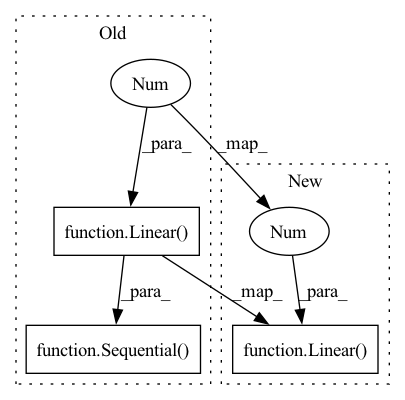 Old
Num
_para_
_map_
New
function.Linear()
Num
_para_
_map_
_para_
function.Sequential()
function.Linear()